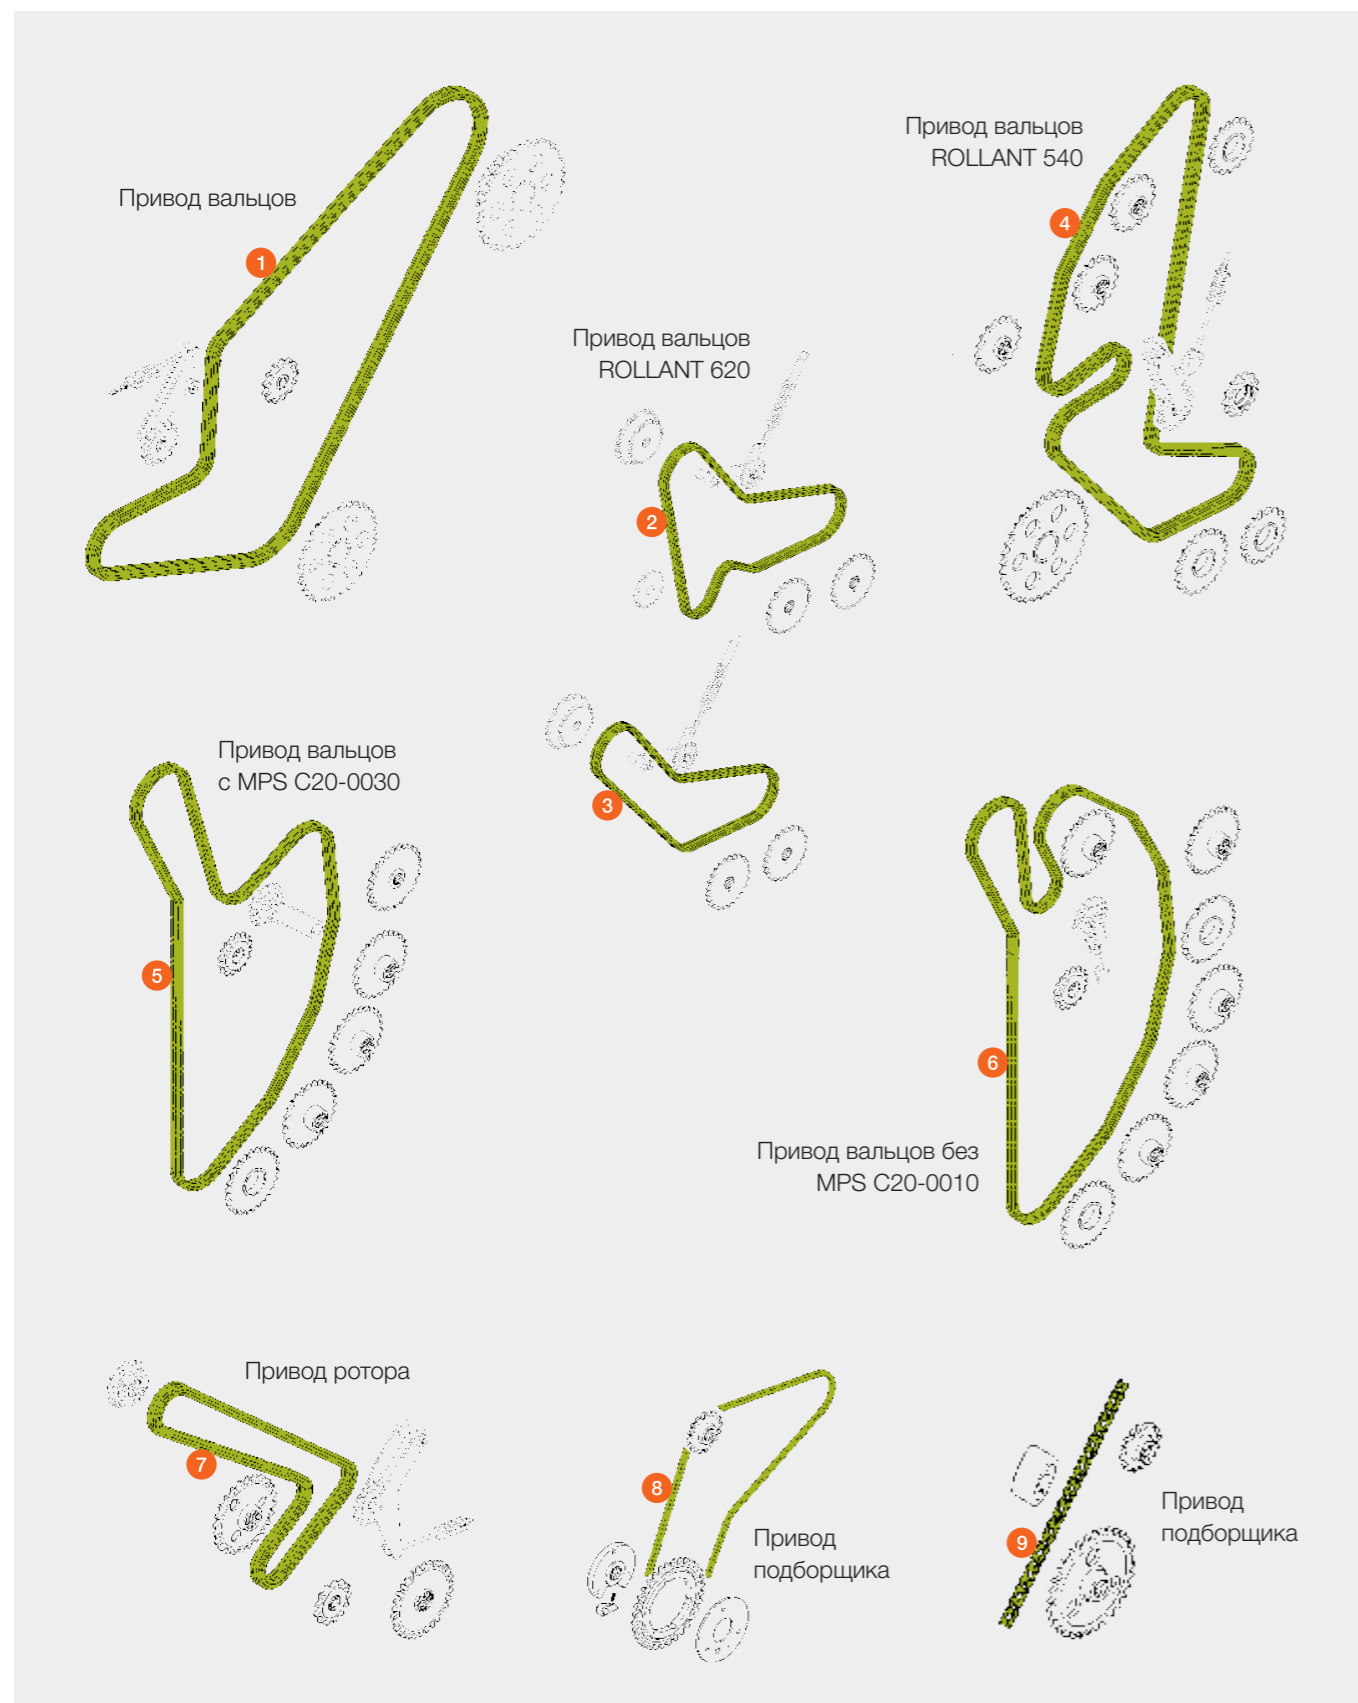 Привод вальцов
1
Привод вальцов
ROLLANT 540
4
Привод вальцов
ROLLANT 620
2
3
Привод вальцов
с MPS C20-0030
5
6
Привод вальцов без
MPS C20-0010
Привод ротора
7
8
Привод
подборщика
9
Привод
подборщика